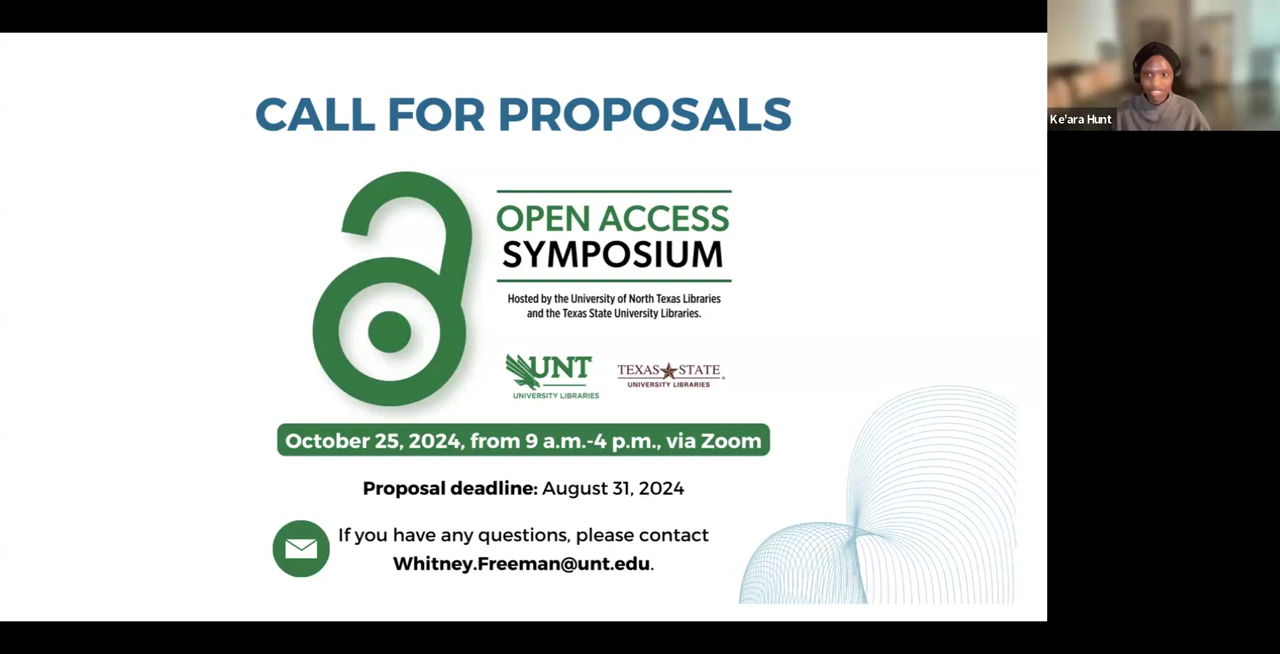 CALL FOR PROPOSALS
OPEN ACCESS
SYMPOSIUM
Hosted by the University of North Texas Libraries
and the Texas State University Libraries.
UNT
UNIVERSITY LIBRARIES
TEXAS STATE
UNIVERSITY LIBRARIES
October 25, 2024, from 9 a.m.-4 p.m., via Zoom
Proposal deadline: August 31, 2024
If you have any questions, please contact
Whitney.Freeman@unt.edu.
Ke'ara Hunt